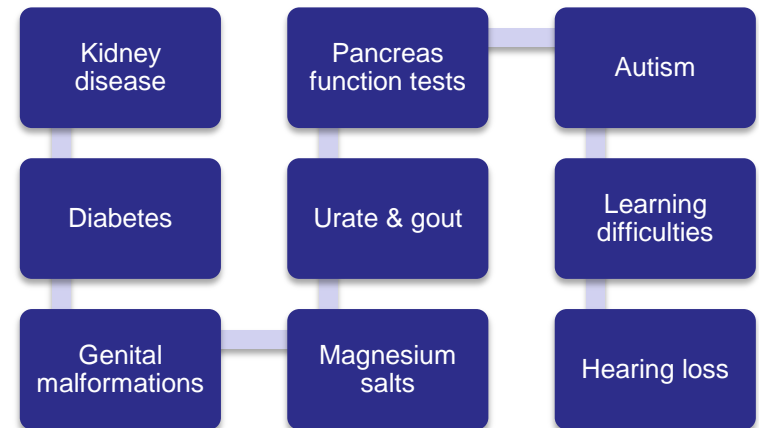 Kidney
disease
Diabetes
Genital
malformations
Magnesium
salts
Urate & gout
Pancreas
function tests
Autism
Learning
difficulties
Hearing loss